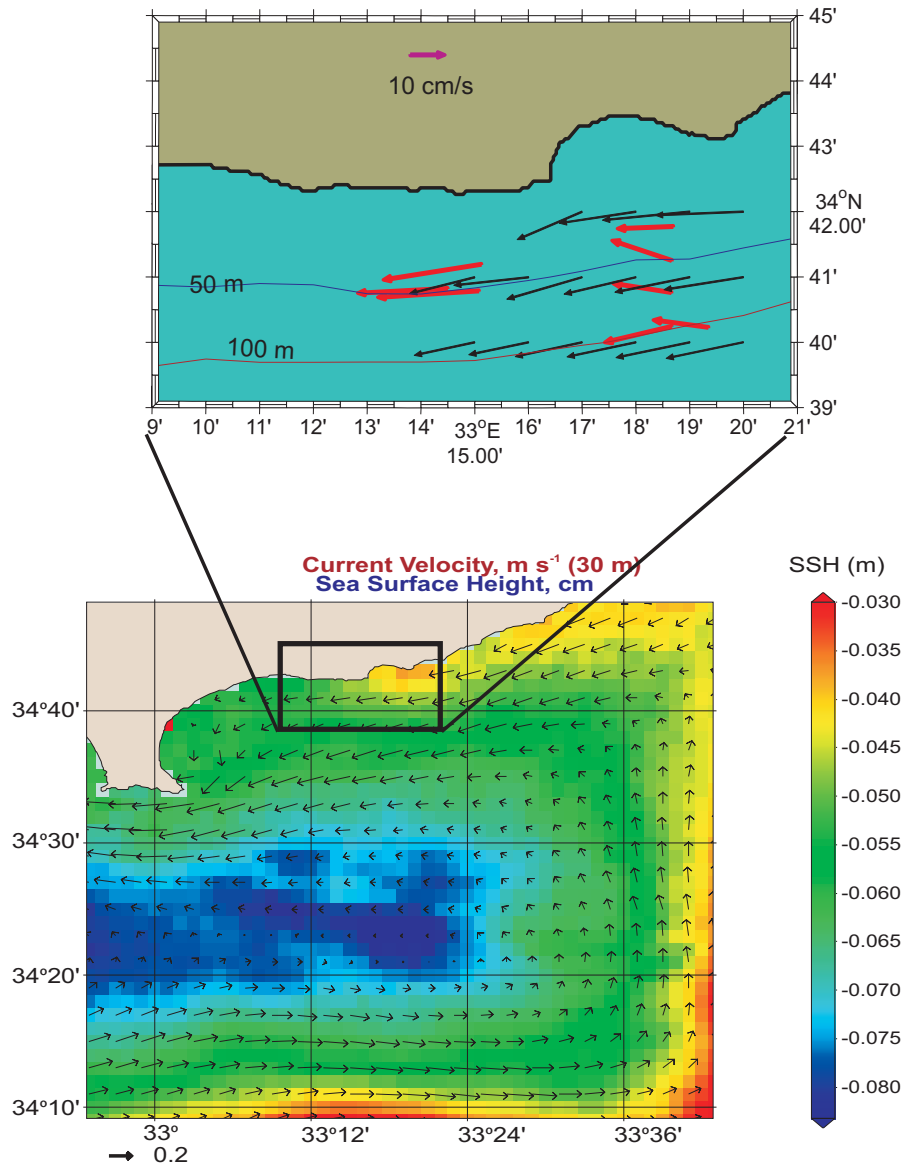 45'
10 cm/s
44'
43'
34°N
42.00'
50 m
41'
100 m
40'
39'
9' 10' 11' 12' 13' 14' 33°E 16' 17' 18' 19' 20' 21'
15.00'
Current Velocity, m s⁻¹ (30 m)
Sea Surface Height, cm
SSH (m)
-0.030
-0.035
-0.040
-0.045
-0.050
-0.055
-0.060
-0.065
-0.070
-0.075
-0.080
34°40'
34°30'
34°20'
34°10'
33° 33°12' 33°24' 33°36'
0.2